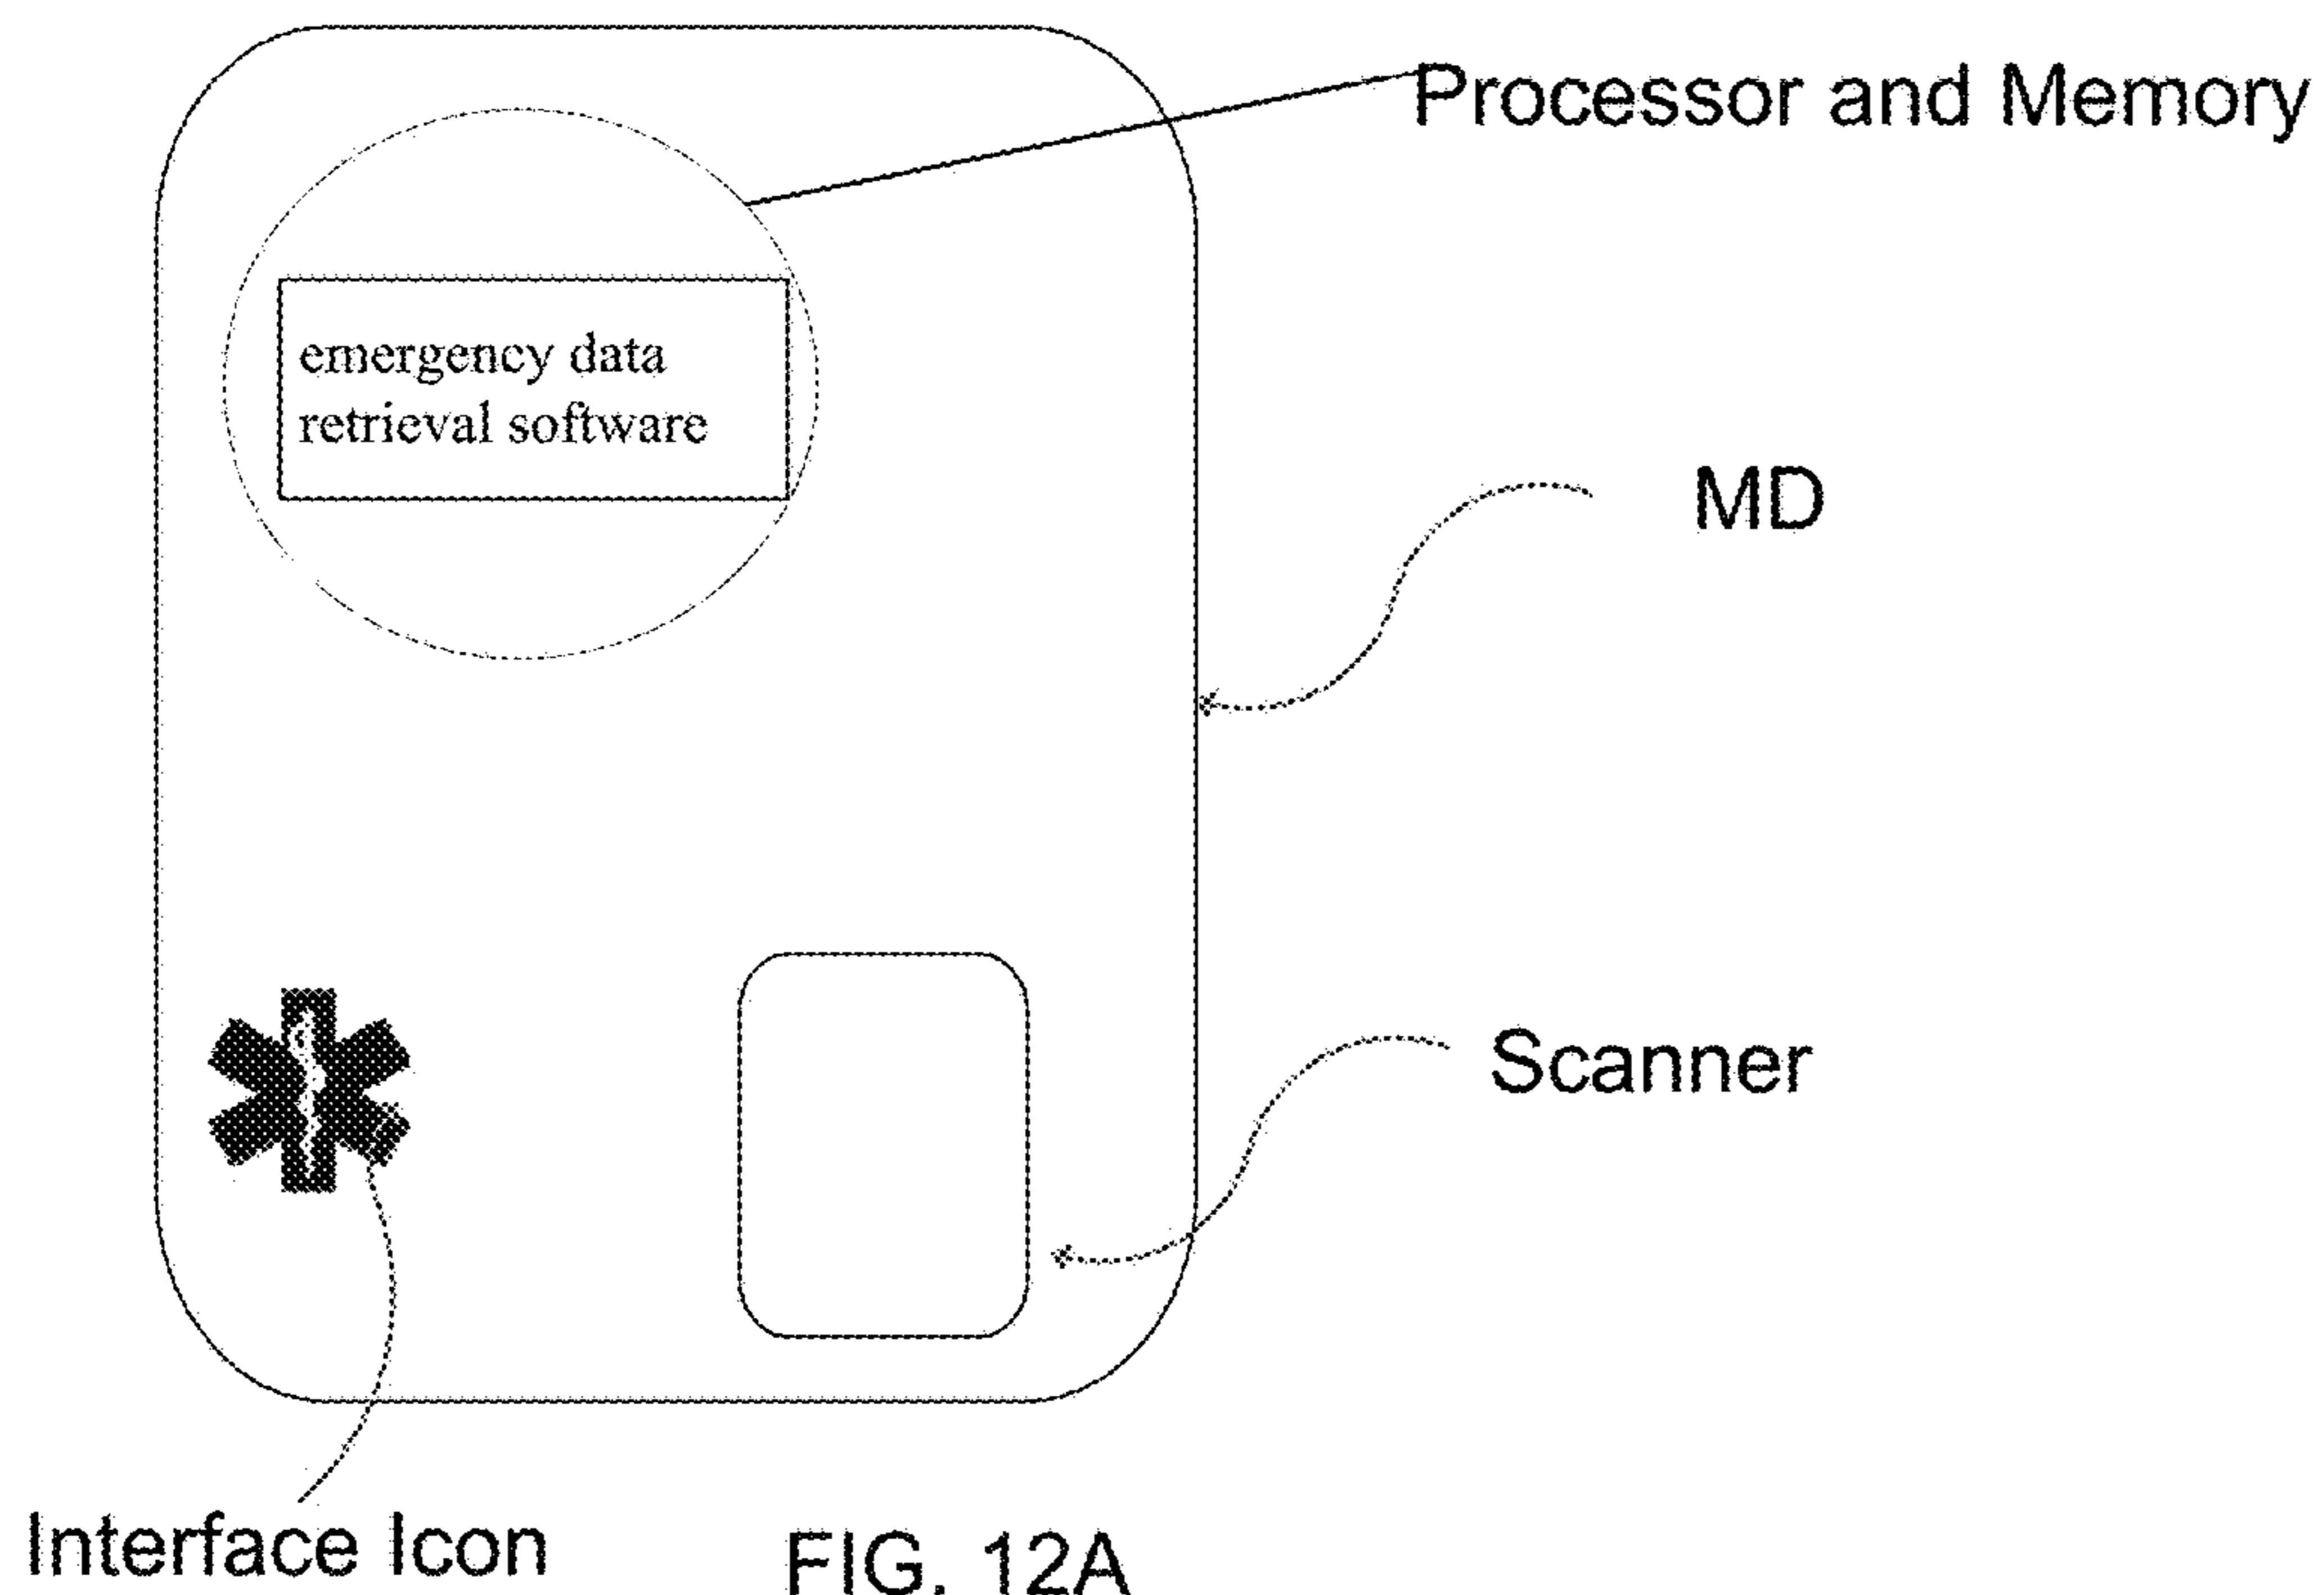 Processor and Memory
emergency data
retrieval software
MD
Scanner
Interface Icon
FIG. 12A